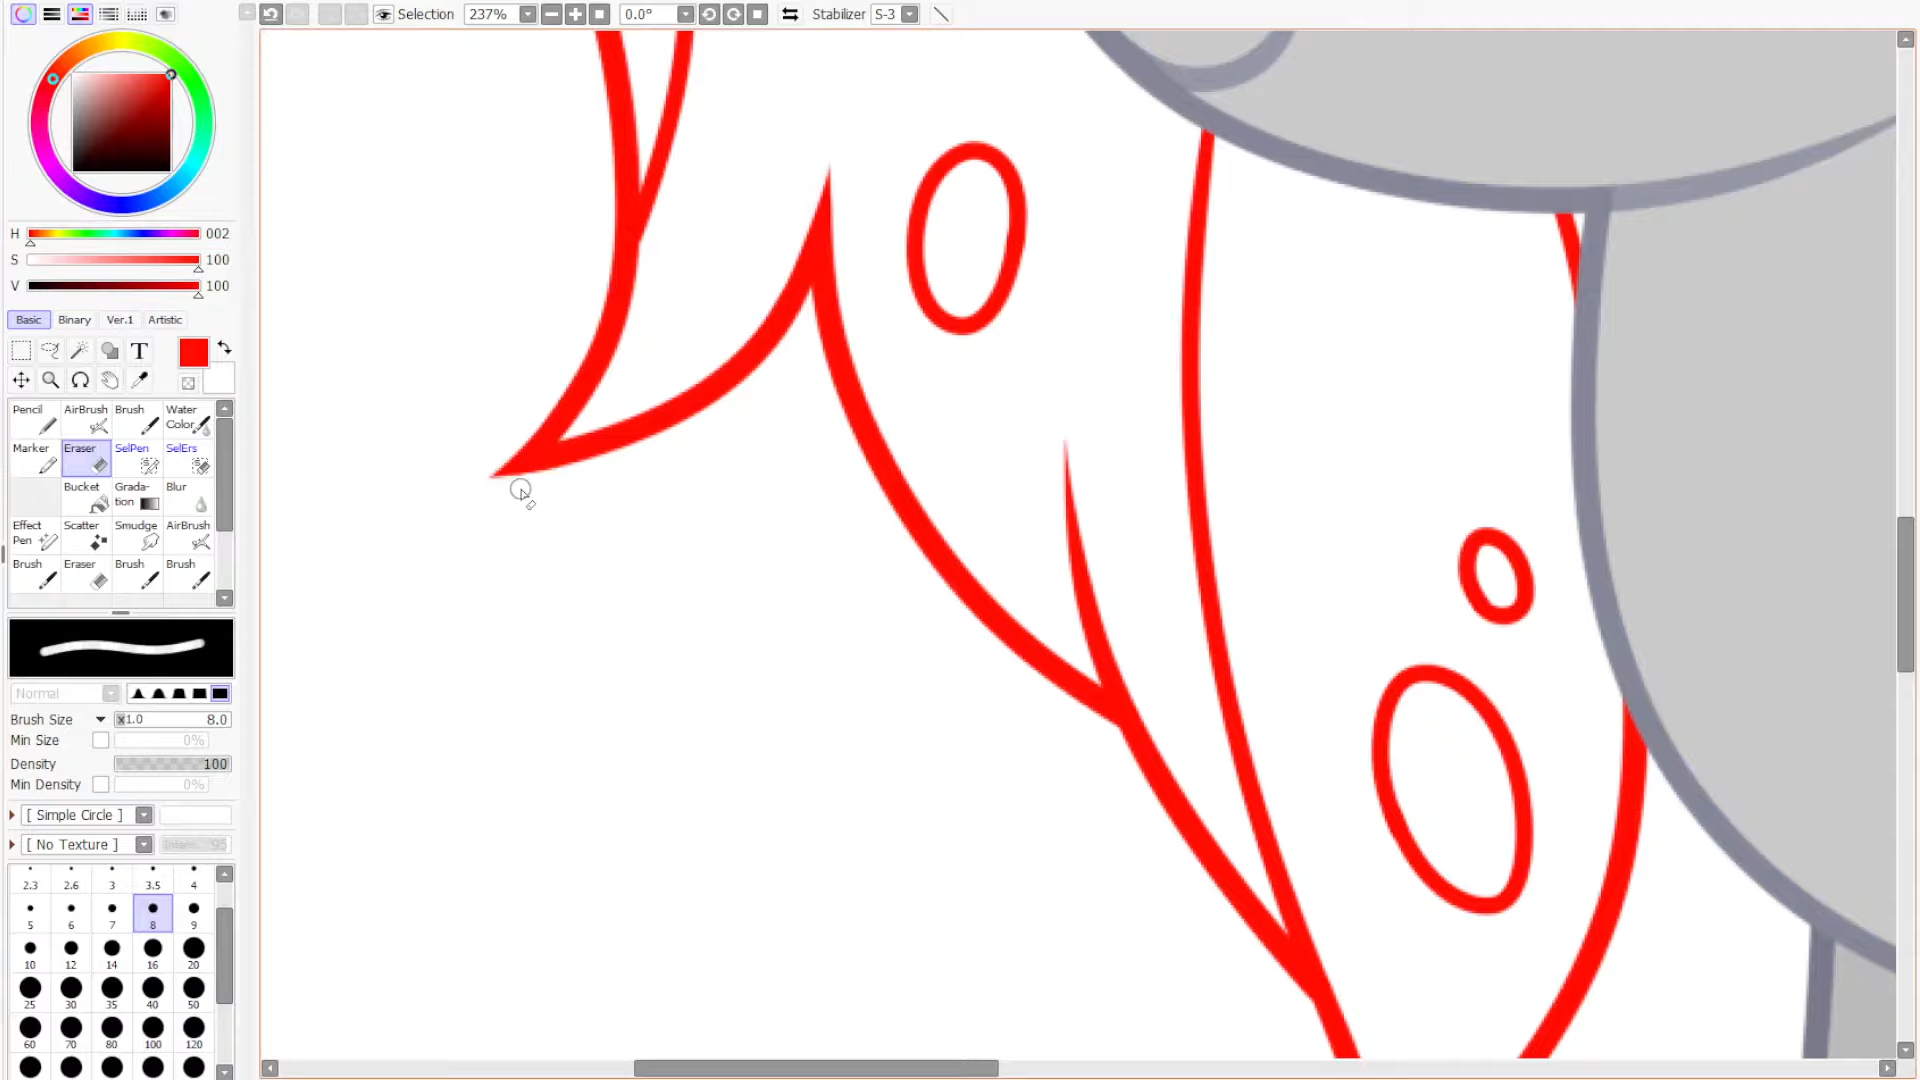 Selection 237% 0.0° Stabilizer S-3
H 002
S 100
V 100
Basic Binary Ver.1 Artistic
T
Pencil AirBrush Brush Water Color
Marker Eraser SelPen SelErs
Bucket Grada-tion Blur
Effect Pen Scatter Smudge AirBrush
Brush Eraser Brush Brush
Normal
Brush Size x1.0 8.0
Min Size 0%
Density 100
Min Density 0%
[ Simple Circle ]
[ No Texture ] 95
2.3 2.6 3 3.5 4
5 6 7 8 9
10 12 14 16 20
25 30 35 40 50
60 70 80 100 120